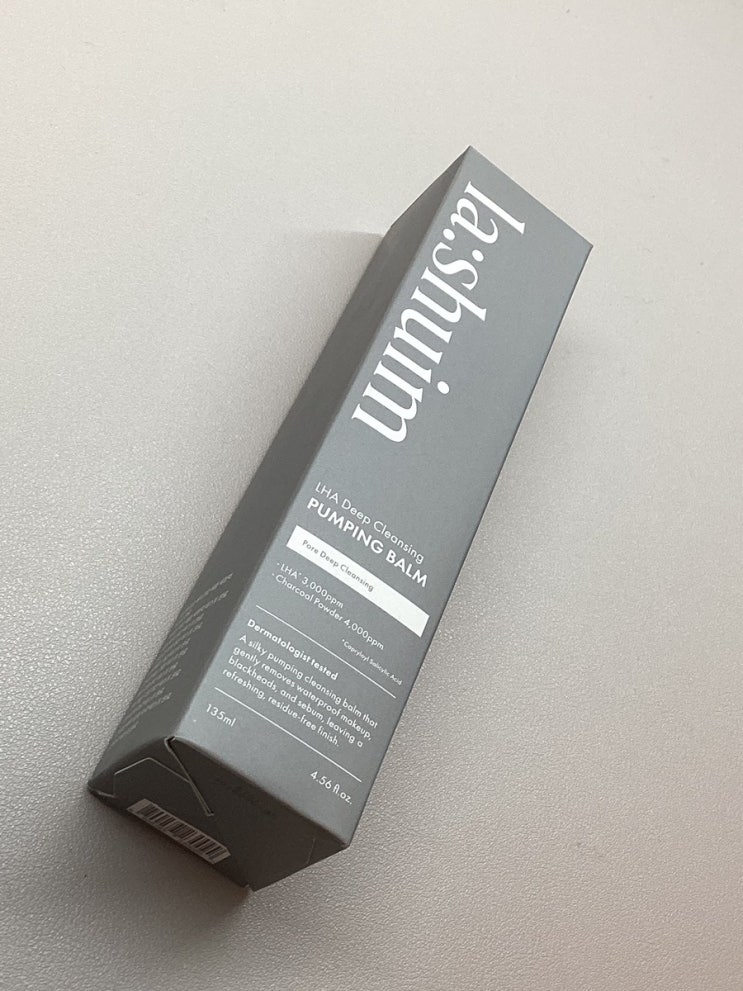 la:shuim
LHA Deep Cleansing
PUMPING BALM
Pore Deep Cleansing
· LHA* 3,000ppm
· Charcoal Powder 4,000ppm
*Capryloyl Salicylic Acid
Dermatologist tested
A silky pumping cleansing balm that
gently removes waterproof makeup,
blackheads, and sebum, leaving a
refreshing, residue-free finish.
135ml
4.56 fl.oz.